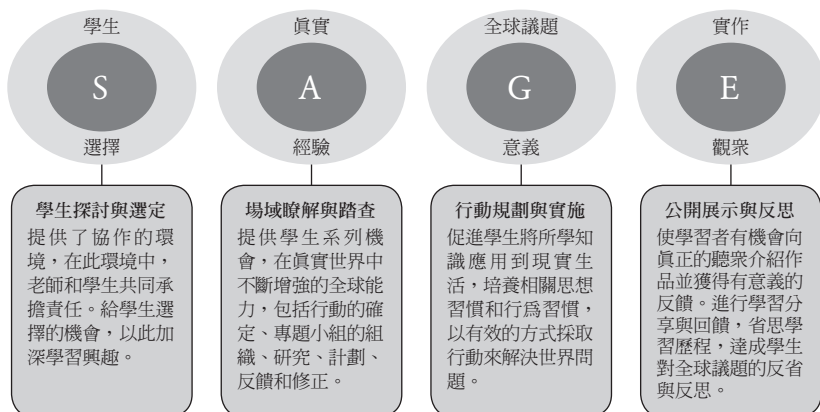 學生
S
選擇
學生探討與選定
提供了協作的環
境，在此環境中，
老師和學生共同承
擔責任。給學生選
擇的機會，以此加
深學習興趣。
眞實
A
經驗
場域瞭解與踏查
提供學生系列機
會，在眞實世界中
不斷增強的全球能
力，包括行動的確
定、專題小組的組
織、研究、計劃、
反饋和修正。
全球議題
G
意義
行動規劃與實施
促進學生將所學知
識應用到現實生
活，培養相關思想
習慣和行爲習慣，
以有效的方式採取
行動來解決世界問
題。
實作
E
觀衆
公開展示與反思
使學習者有機會向
眞正的聽衆介紹作
品並獲得有意義的
反饋。進行學習分
享與回饋，省思學
習歷程，達成學生
對全球議題的反省
與反思。